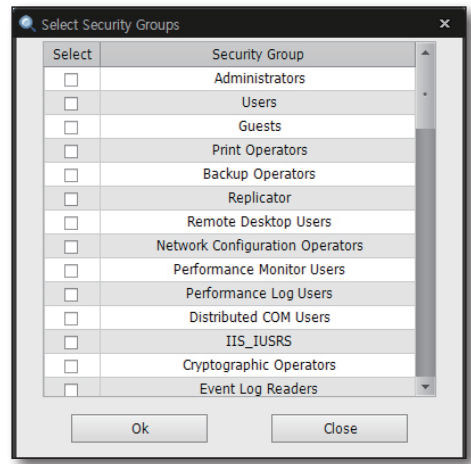 Select Security Groups
Select Security Group
Administrators
Users
Guests
Print Operators
Backup Operators
Replicator
Remote Desktop Users
Network Configuration Operators
Performance Monitor Users
Performance Log Users
Distributed COM Users
IIS_IUSRS
Cryptographic Operators
Event Log Readers
Ok Close